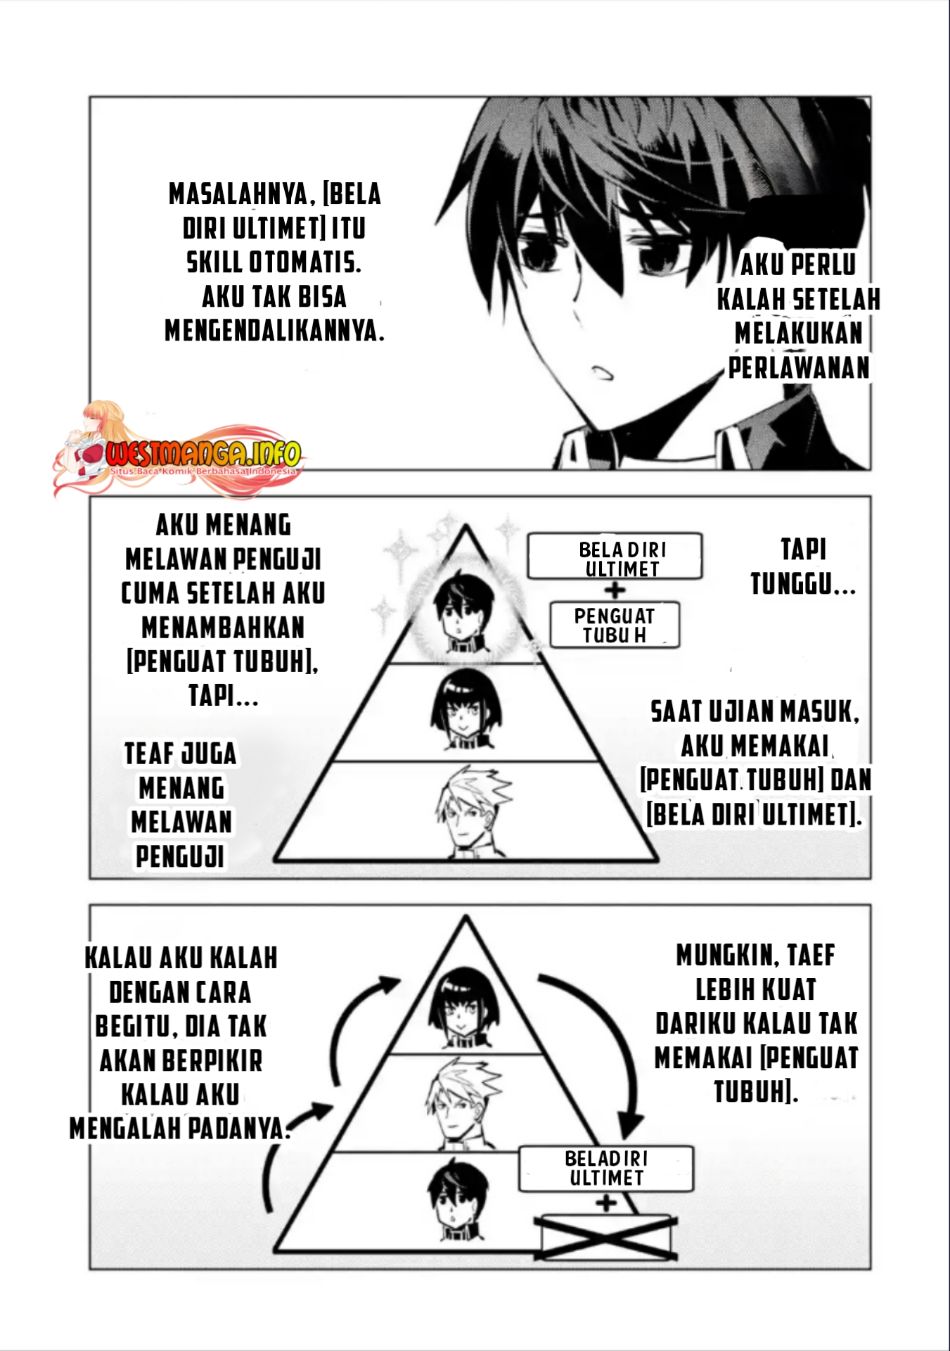 AKU PERLU
KALAH SETELAH
MELAKUKAN
PERLAWANAN
MASALAHNYA, [BELA
DIRI ULTIMET] ITU
SKILL OTOMATIS.
AKU TAK BISA
MENGENDALIKANNYA.
WESTMANGA.INFO
Situs Baca Komik Berbahasa Indonesia
TAPI
TUNGGU...
SAAT UJIAN MASUK,
AKU MEMAKAI
[PENGUAT TUBUH] DAN
[BELA DIRI ULTIMET].
BELA DIRI
ULTIMET
+
PENGUAT
TUBUH
AKU MENANG
MELAWAN PENGUJI
CUMA SETELAH AKU
MENAMBAHKAN
[PENGUAT TUBUH],
TAPI...
TEAF JUGA
MENANG
MELAWAN
PENGUJI
MUNGKIN, TAEF
LEBIH KUAT
DARIKU KALAU TAK
MEMAKAI [PENGUAT
TUBUH].
BELADIRI
ULTIMET
+
KALAU AKU KALAH
DENGAN CARA
BEGITU, DIA TAK
AKAN BERPIKIR
KALAU AKU
MENGALAH PADANYA.